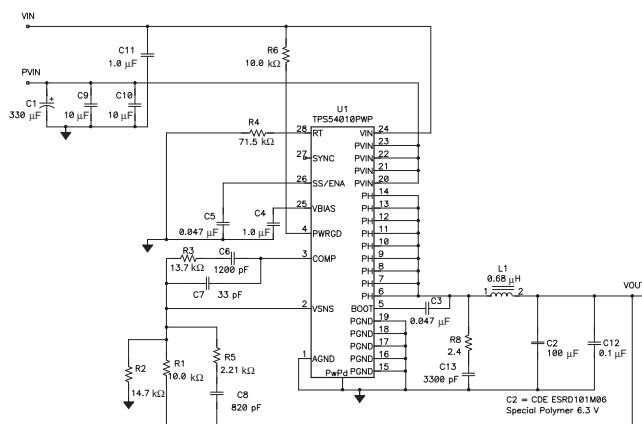 VIN
C11
1.0 µF
R6
10.0 kΩ
PVIN
C1
+
330 µF
C9
10 µF
C10
10 µF
U1
TPS54010PWP
R4
71.5 kΩ
28 RT
27 SYNC
26 SS/ENA
25 VBIAS
4 PWRGD
3 COMP
2 VSNS
1 AGND
PwPd
VIN 24
PVIN 23
PVIN 22
PVIN 21
PVIN 20
PH 14
PH 13
PH 12
PH 11
PH 10
PH 9
PH 8
PH 7
PH 6
BOOT 5
PGND 19
PGND 18
PGND 17
PGND 16
PGND 15
C5
0.047 µF
C4
1.0 µF
R3
13.7 kΩ
C6
1200 pF
C7
33 pF
R2
14.7 kΩ
R1
10.0 kΩ
R5
2.21 kΩ
C8
820 pF
C3
0.047 µF
L1
0.68 µH
1
2
VOUT
R8
2.4
C13
3300 pF
C2
100 µF
C12
0.1 µF
C2 = CDE ESRD101M06
Special Polymer 6.3 V